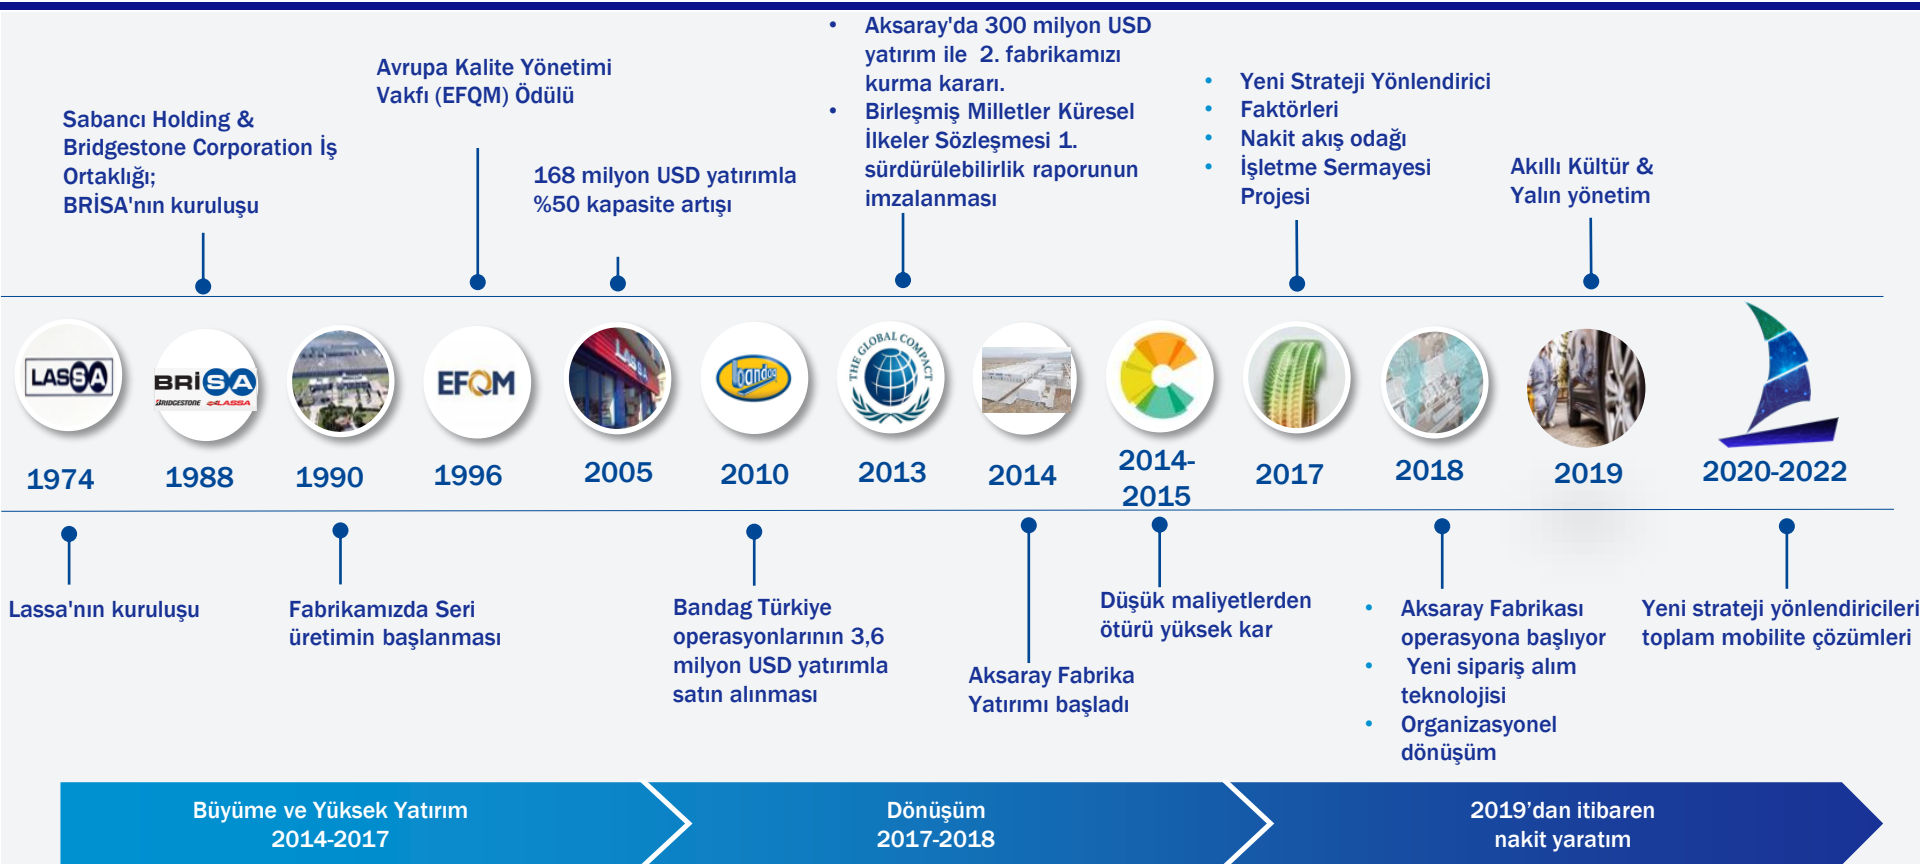 Sabancı Holding &
Bridgestone Corporation İş
Ortaklığı;
BRİSA'nın kuruluşu
Avrupa Kalite Yönetimi
Vakfı (EFQM) Ödülü
168 milyon USD yatırımla
%50 kapasite artışı
• Aksaray'da 300 milyon USD
yatırım ile 2. fabrikamızı
kurma kararı.
• Birleşmiş Milletler Küresel
İlkeler Sözleşmesi 1.
sürdürülebilirlik raporunun
imzalanması
• Yeni Strateji Yönlendirici
• Faktörleri
• Nakit akış odağı
• İşletme Sermayesi
Projesi
Akıllı Kültür &
Yalın yönetim
LASSA
BRİSA
BRIDGESTONE LASSA
EFQM
LASSA
bandag
THE GLOBAL COMPACT
1974
1988
1990
1996
2005
2010
2013
2014
2014-
2015
2017
2018
2019
2020-2022
Lassa'nın kuruluşu
Fabrikamızda Seri
üretimin başlanması
Bandag Türkiye
operasyonlarının 3,6
milyon USD yatırımla
satın alınması
Aksaray Fabrika
Yatırımı başladı
Düşük maliyetlerden
ötürü yüksek kar
• Aksaray Fabrikası
operasyona başlıyor
• Yeni sipariş alım
teknolojisi
• Organizasyonel
dönüşüm
Yeni strateji yönlendiricileri
toplam mobilite çözümleri
Büyüme ve Yüksek Yatırım
2014-2017
Dönüşüm
2017-2018
2019'dan itibaren
nakit yaratım